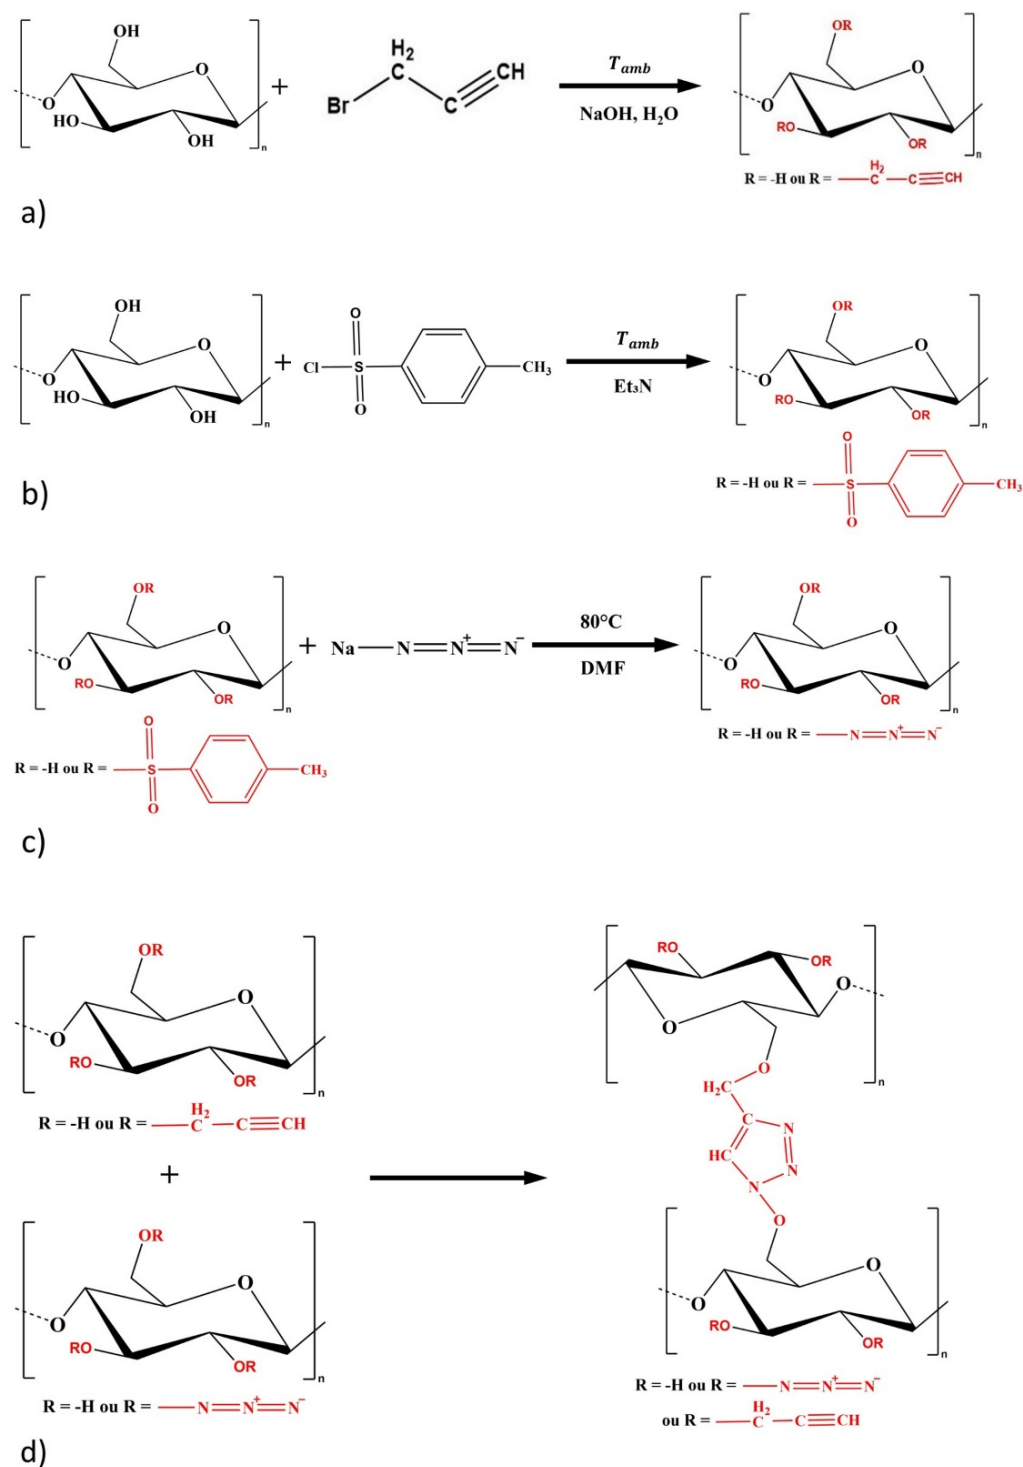 OH
O
O
HO
OH
n
+
H₂
C
Br
C
CH
T_amb
NaOH, H₂O
OR
O
O
RO
OR
n
R = -H ou R = H₂ C C CH
a)
OH
O
O
HO
OH
n
+
O
Cl S CH₃
O
T_amb
Et₃N
OR
O
O
RO
OR
n
O
R = -H ou R = S CH₃
O
b)
OR
O
O
RO
OR
n
+
Na N N⁺ N⁻
80°C
DMF
OR
O
O
RO
OR
n
R = -H ou R = N N⁺ N⁻
O
R = -H ou R = S CH₃
O
c)
OR
O
O
RO
OR
n
R = -H ou R = H₂ C C CH
+
OR
O
O
RO
OR
n
R = -H ou R = N N⁺ N⁻
RO
OR
O
O
n
O
H₂C
C
N
HC
N
N
O
O
O
RO
OR
n
R = -H ou R = N N⁺ N⁻
ou R = H₂ C C CH
d)